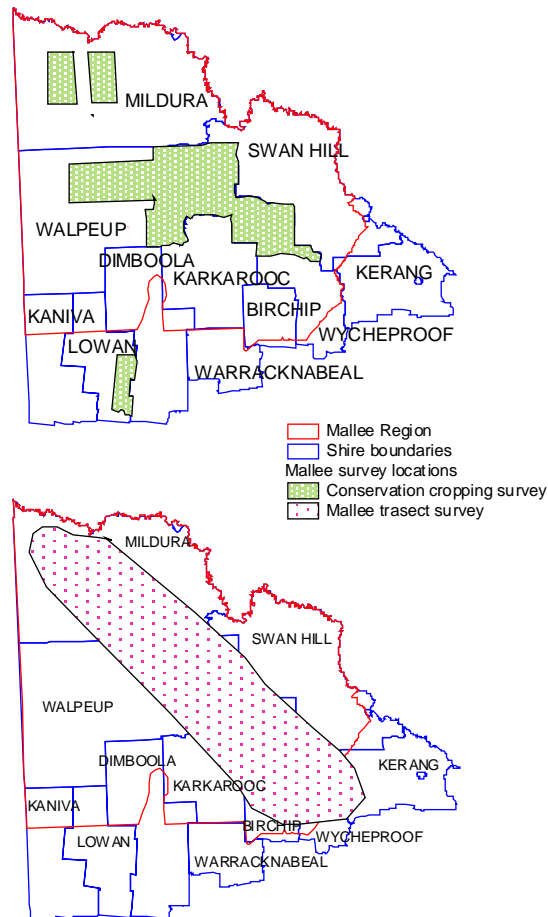 MILDURA
SWAN HILL
WALPEUP
DIMBOOLA
KARKAROOC
KERANG
BIRCHIP
KANIVA
WYCHEPROOF
LOWAN
WARRACKNABEAL
Mallee Region
Shire boundaries
Mallee survey locations
Conservation cropping survey
Mallee trasect survey
MILDURA
SWAN HILL
WALPEUP
DIMBOOLA
KERANG
KARKAROOC
KANIVA
BIRCHIP
WYCHEPROOF
LOWAN
WARRACKNABEAL